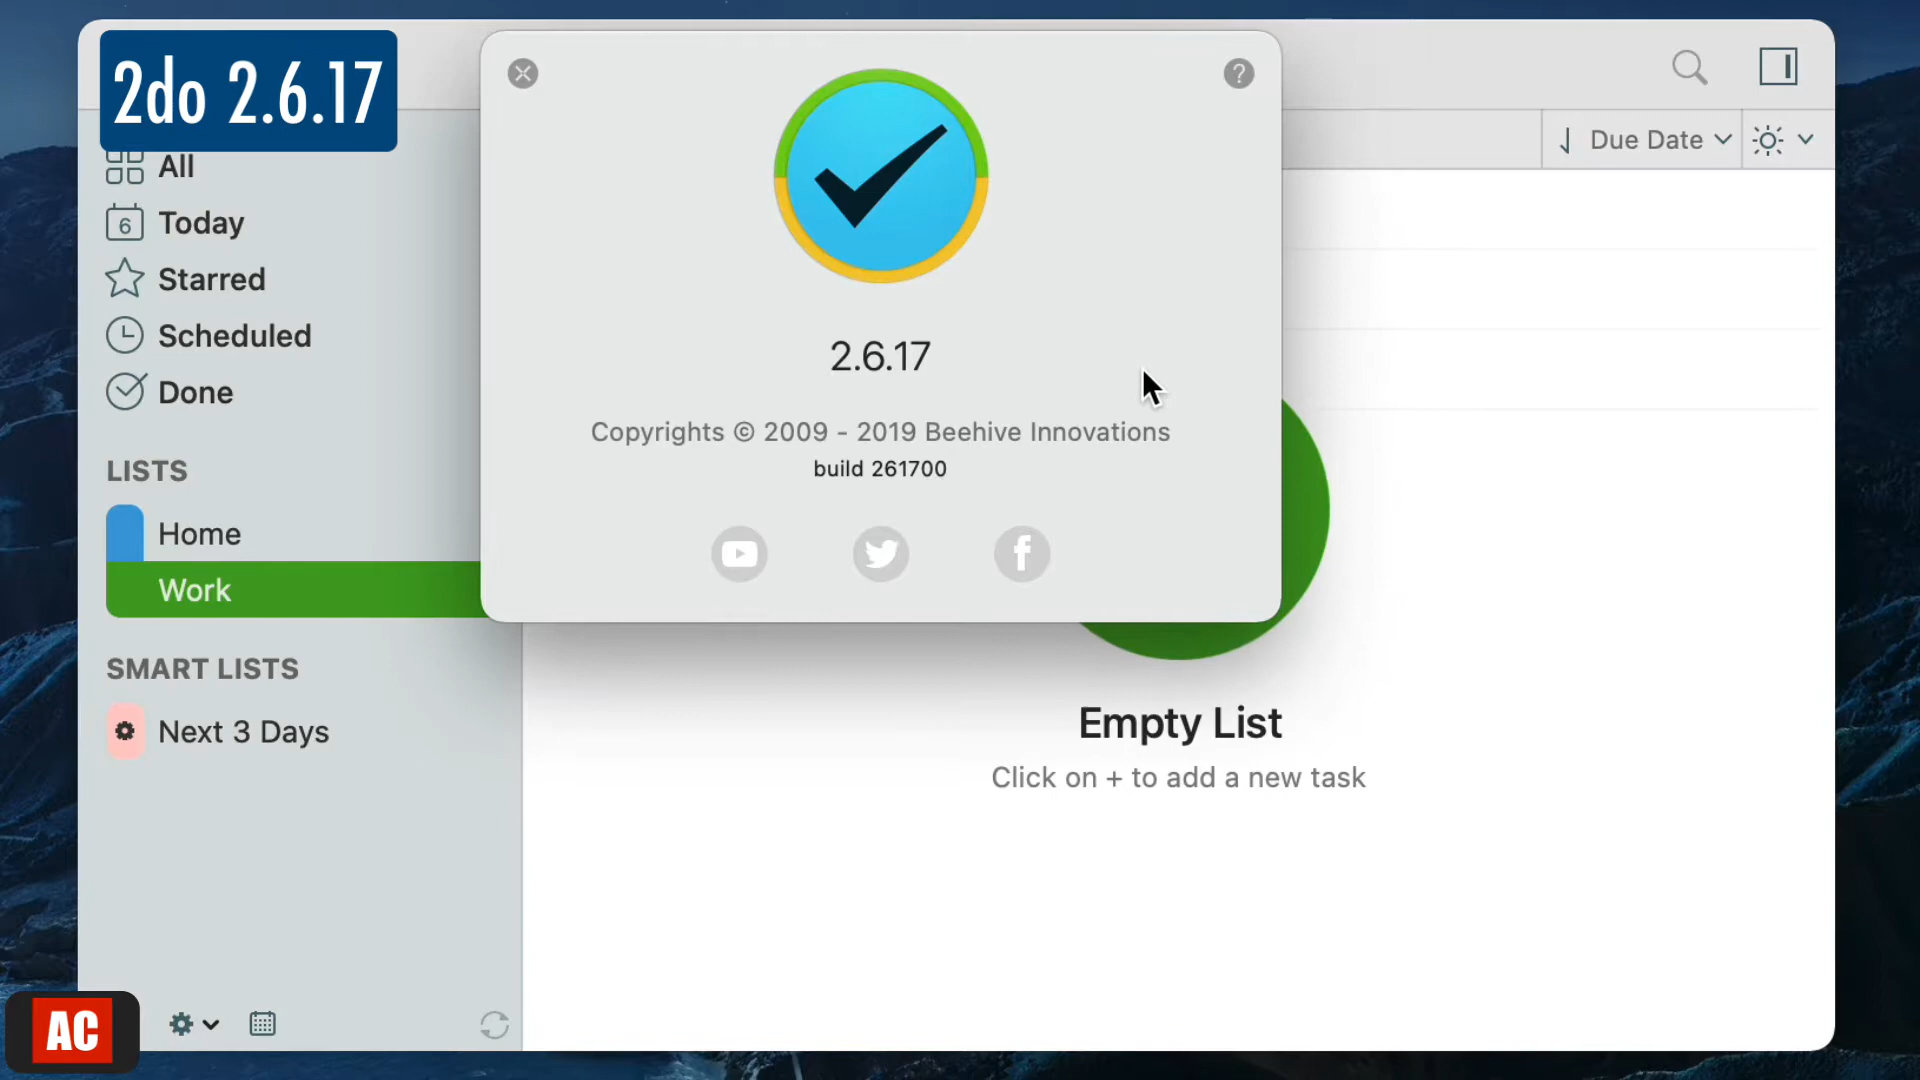 2do 2.6.17
All
6
Today
Starred
Scheduled
Done
LISTS
Home
Work
SMART LISTS
Next 3 Days
?
2.6.17
Copyrights © 2009 - 2019 Beehive Innovations
build 261700
f
Due Date
Empty List
Click on + to add a new task
AC